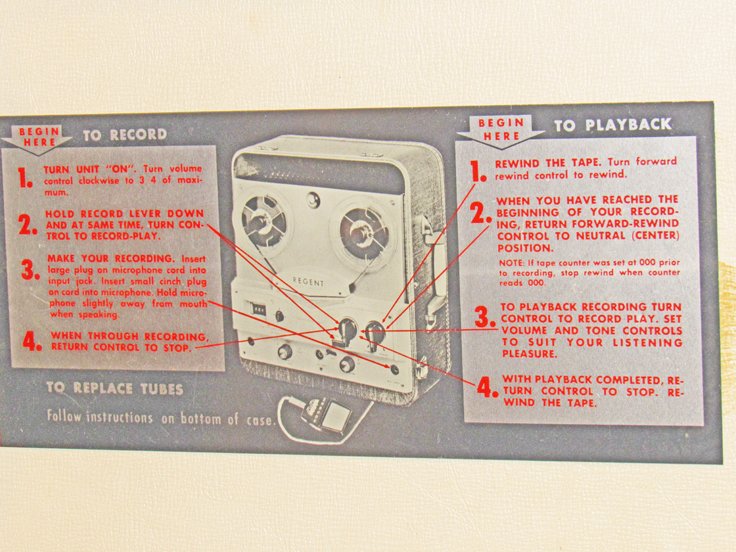 BEGIN
HERE
TO RECORD
1. TURN UNIT "ON". Turn volume
control clockwise to 3 4 of maxi-
mum.
2. HOLD RECORD LEVER DOWN
AND AT SAME TIME, TURN CON-
TROL TO RECORD-PLAY.
3. MAKE YOUR RECORDING. Insert
large plug on microphone cord into
input jack. Insert small cinch plug
on cord into microphone. Hold micro-
phone slightly away from mouth
when speaking.
4. WHEN THROUGH RECORDING,
RETURN CONTROL TO STOP.
TO REPLACE TUBES
Follow instructions on bottom of case.
REGENT
BEGIN
HERE
TO PLAYBACK
1. REWIND THE TAPE. Turn forward
rewind control to rewind.
2. WHEN YOU HAVE REACHED THE
BEGINNING OF YOUR RECORD-
ING, RETURN FORWARD-REWIND
CONTROL TO NEUTRAL (CENTER)
POSITION.
NOTE: If tape counter was set at 000 prior
to recording, stop rewind when counter
reads 000.
3. TO PLAYBACK RECORDING TURN
CONTROL TO RECORD PLAY. SET
VOLUME AND TONE CONTROLS
TO SUIT YOUR LISTENING
PLEASURE.
4. WITH PLAYBACK COMPLETED, RE-
TURN CONTROL TO STOP. RE-
WIND THE TAPE.